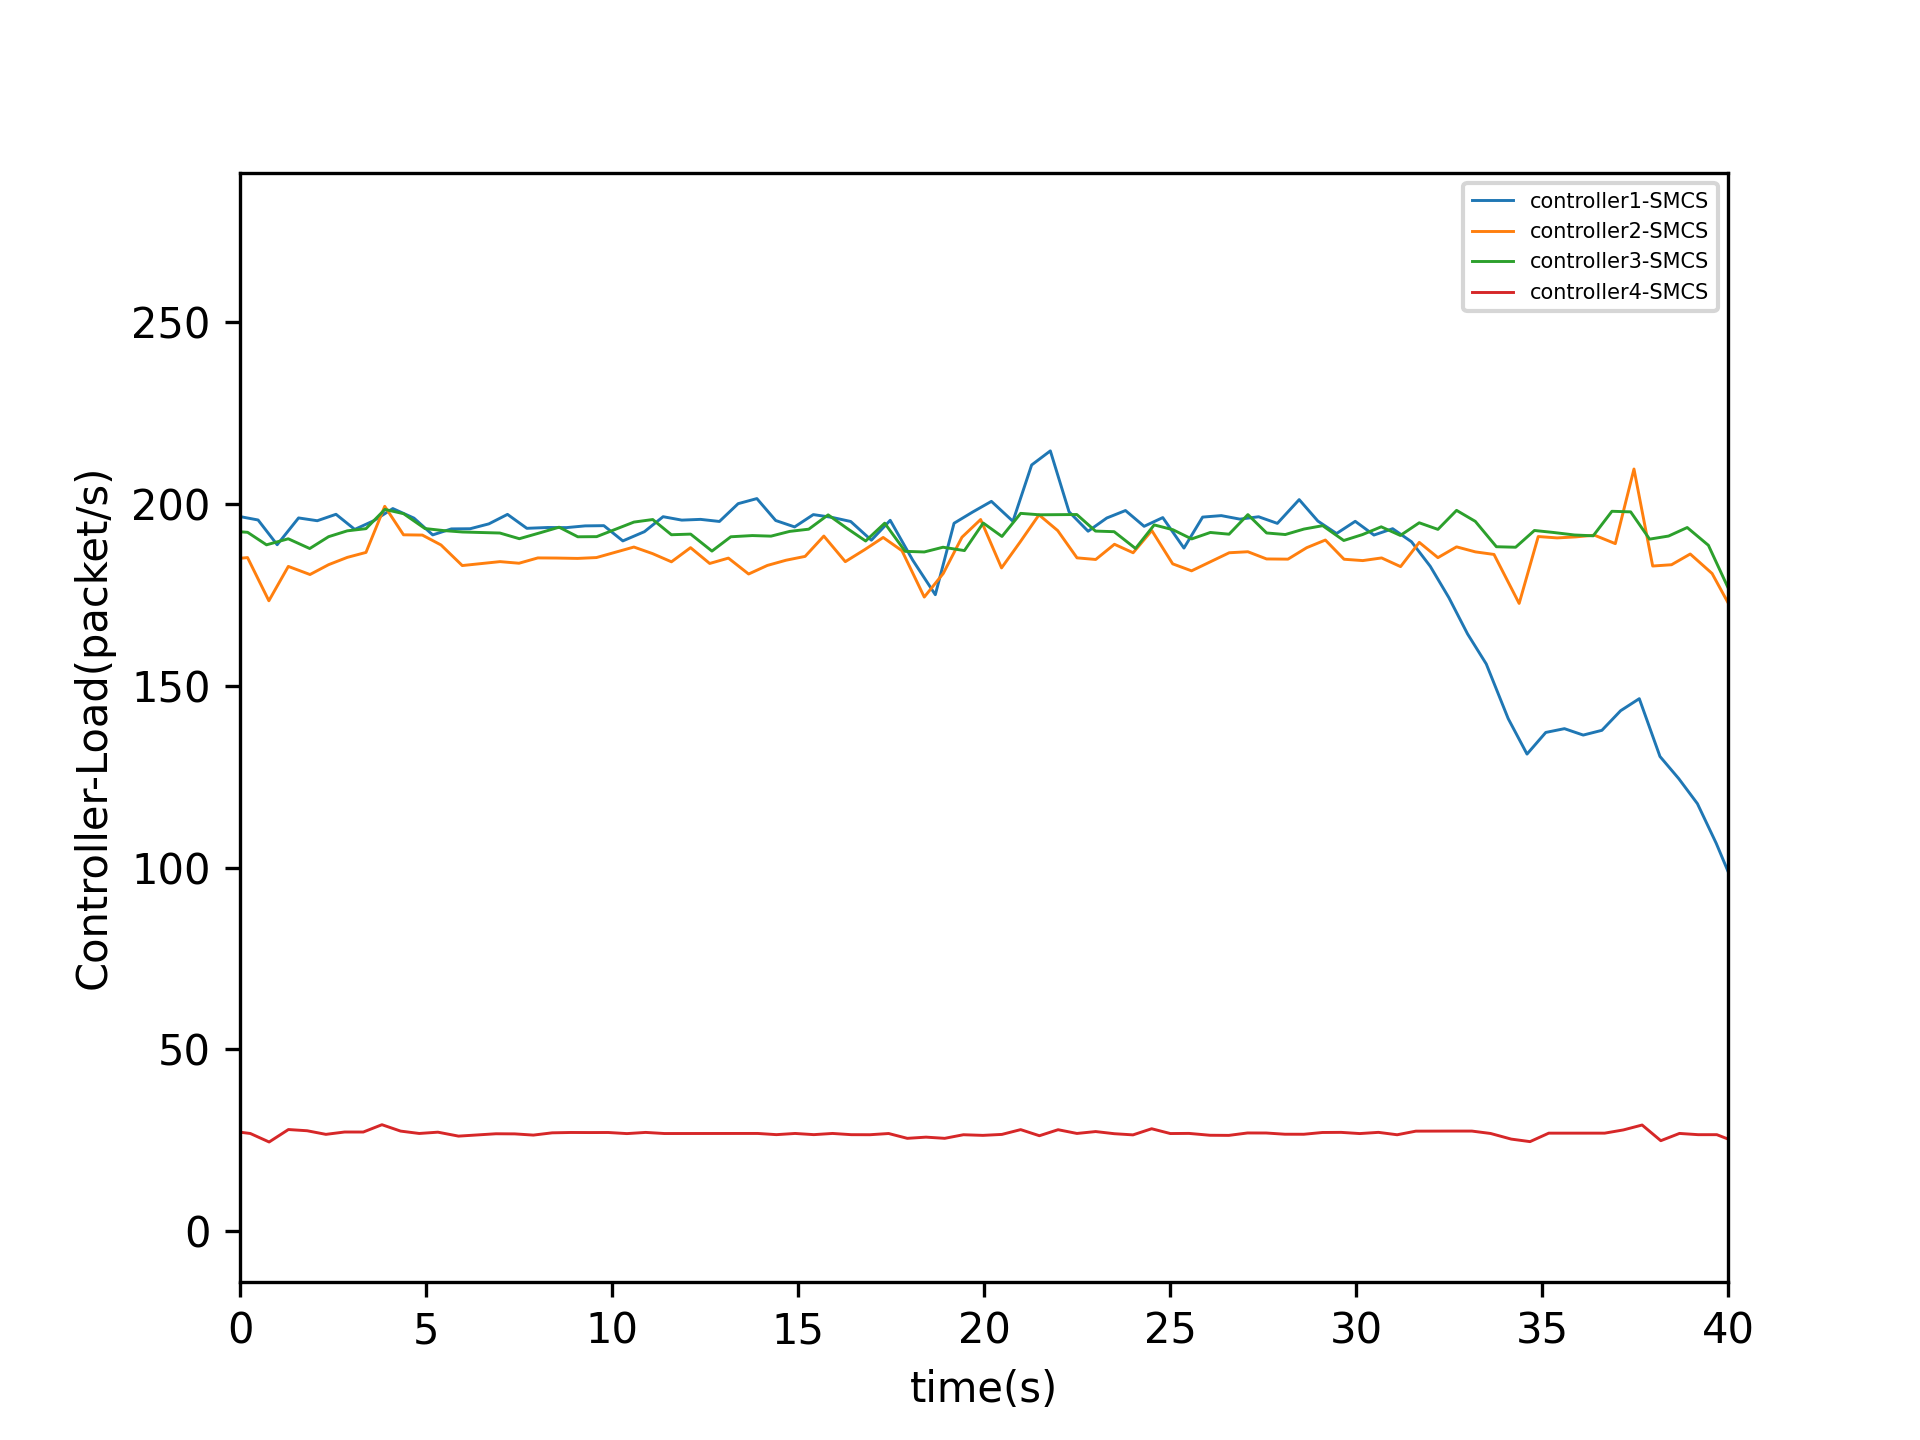 controller1-SMCS
controller2-SMCS
controller3-SMCS
controller4-SMCS
250
200
150
100
50
0
Controller-Load(packet/s)
0 5 10 15 20 25 30 35 40
time(s)